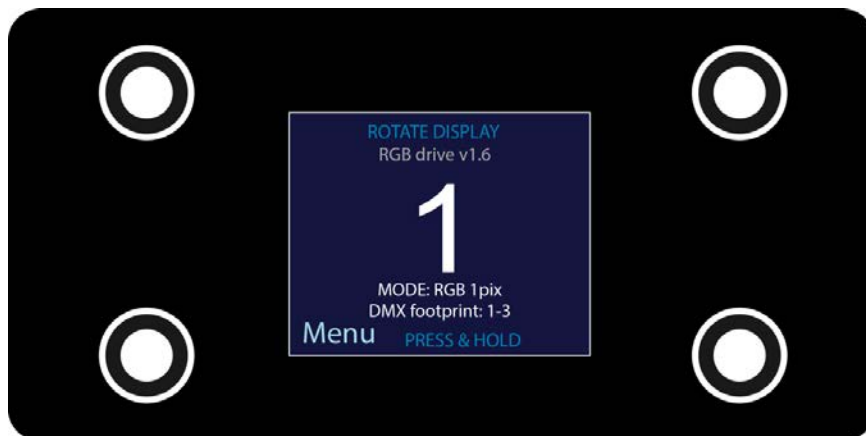 ROTATE DISPLAY
RGB drive v1.6
1
MODE: RGB 1pix
DMX footprint: 1-3
Menu PRESS & HOLD